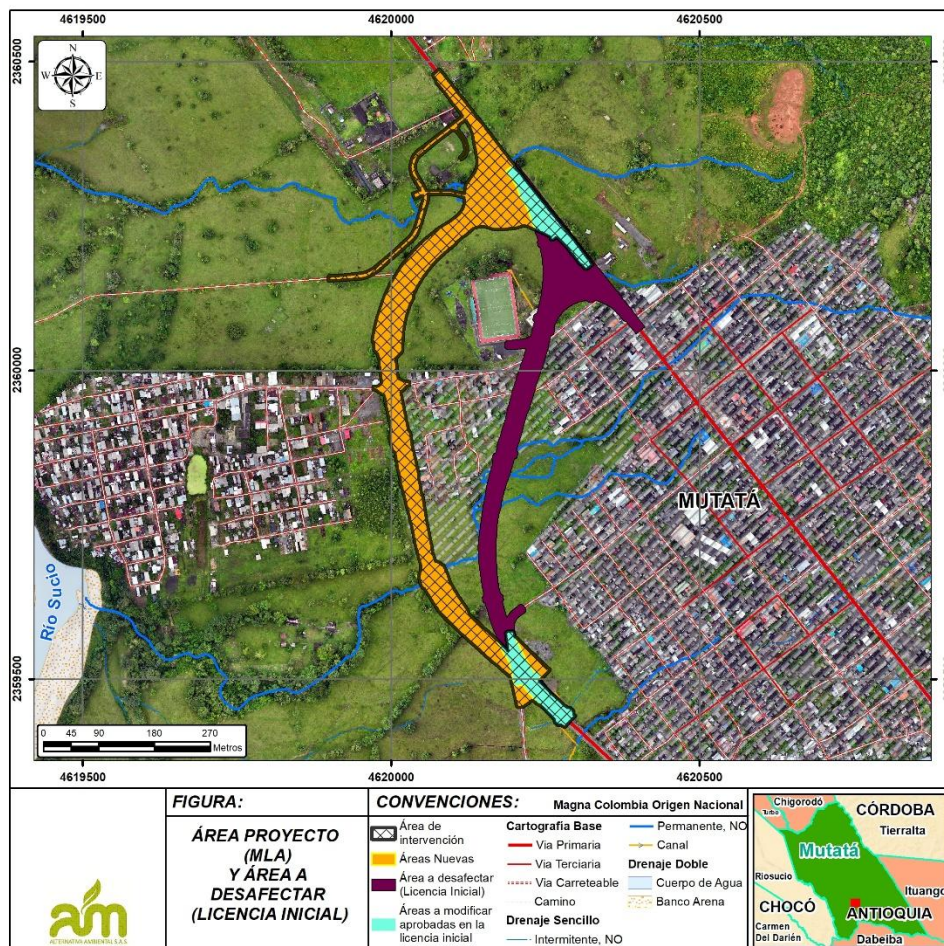 4619500
4620000
4620500
2360500
2360500
N
W E
S
2360000
2360000
MUTATÁ
Río Sucio
2359500
2359500
0 45 90 180 270
Metros
4619500
4620000
4620500
FIGURA:
ÁREA PROYECTO
(MLA)
Y ÁREA A
DESAFECTAR
(LICENCIA INICIAL)
am
ALTERNATIVA AMBIENTAL S.A.S
CONVENCIONES:
Magna Colombia Origen Nacional
Área de
intervención
Áreas Nuevas
Área a desafectar
(Licencia Inicial)
Áreas a modificar
aprobadas en la
licencia inicial
Cartografía Base
Via Primaria
Via Terciaria
Via Carreteable
Camino
Drenaje Sencillo
Intermitente, NO
Permanente, NO
Canal
Drenaje Doble
Cuerpo de Agua
Banco Arena
Chigorodó
Turbo
CÓRDOBA
Tierralta
Mutatá
Riosucio
Ituango
CHOCÓ
ANTIOQUIA
Carmen
Del Darién
Dabeiba